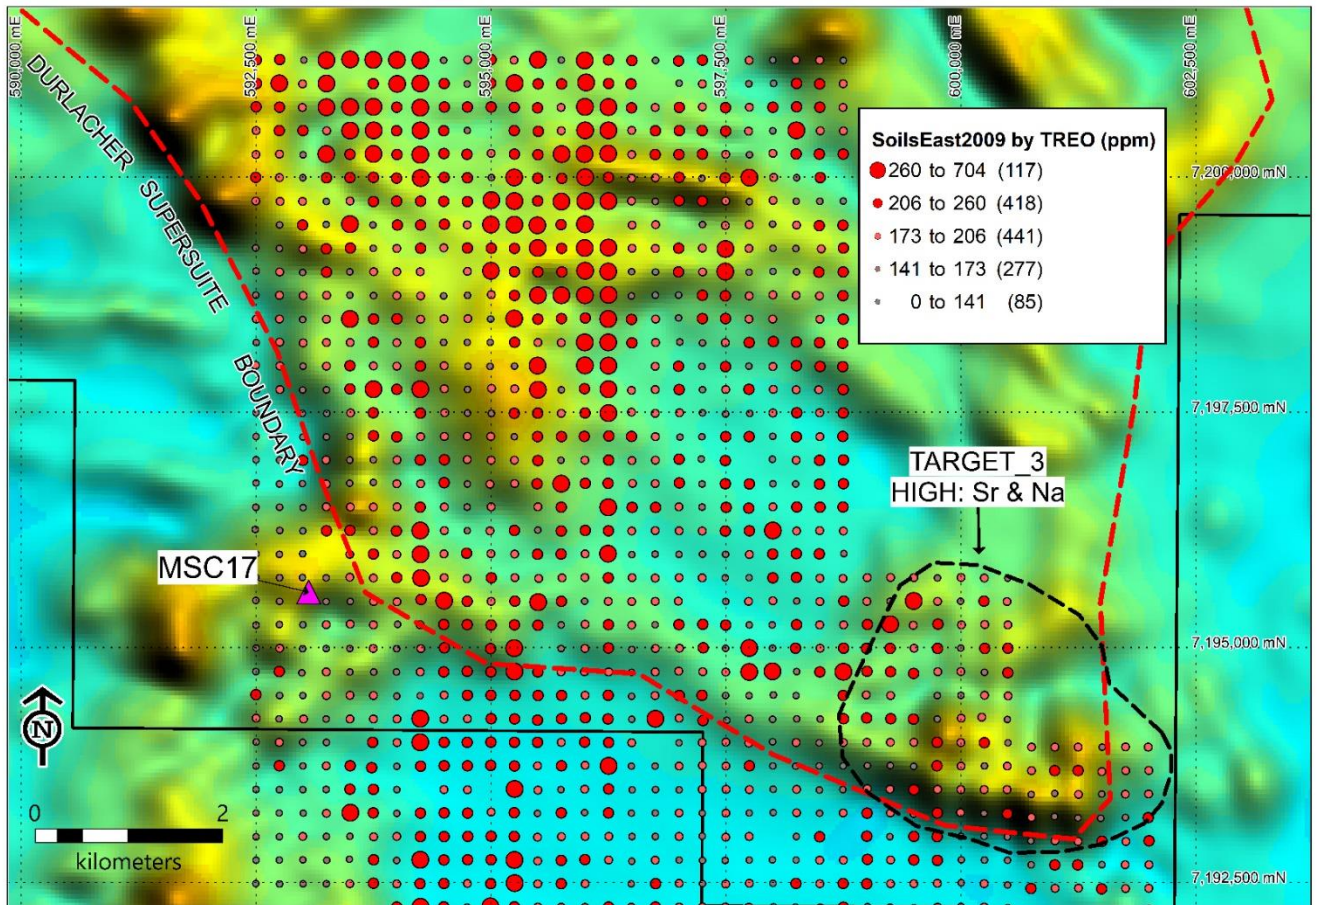 590,000 mE
592,500 mE
595,000 mE
597,500 mE
600,000 mE
602,500 mE
DURLACHER SUPERSUITE BOUNDARY
SoilsEast2009 by TREO (ppm)
260 to 704 (117)
206 to 260 (418)
173 to 206 (441)
141 to 173 (277)
0 to 141 (85)
7,200,000 mN
7,197,500 mN
TARGET_3
HIGH: Sr & Na
MSC17
7,195,000 mN
N
0 2
kilometers
7,192,500 mN